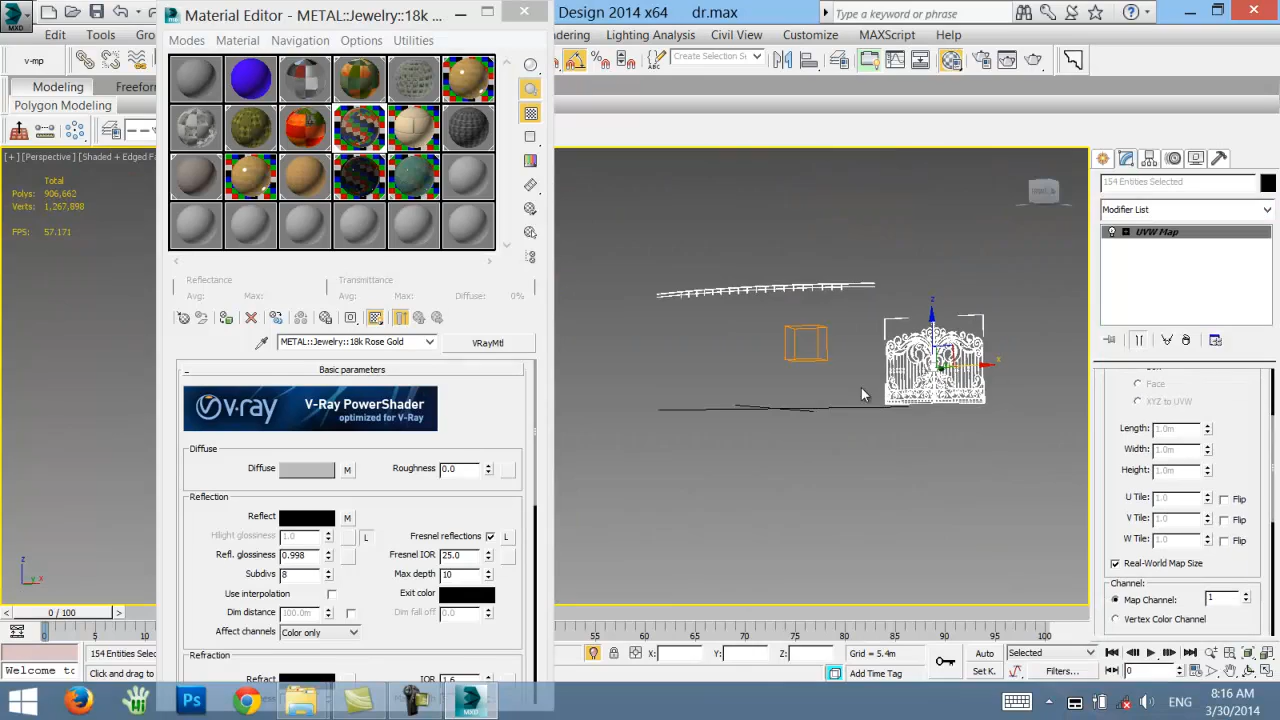 Material Editor - METAL::Jewelry::18k ...
Design 2014 x64    dr.max
Type a keyword or phrase
MXD
Edit Tools
Lighting Analysis Civil View Customize MAXScript Help
Modes Material Navigation Options Utilities
Create Selection Se
Modeling Freeform
Polygon Modeling
[+] [Perspective] [Shaded + Edged Fa
Total
Polys: 906,662
Verts: 1,267,898
FPS: 57.171
FRONT
154 Entities Selected
Modifier List
UVW Map
Reflectance Transmittance
Avg: Max: Avg: Max: Diffuse: 0%
METAL::Jewelry::18k Rose Gold VRayMtl
- Basic parameters
v·ray V-Ray PowerShader
optimized for V-Ray
Diffuse
Diffuse M Roughness 0.0
Reflection
Reflect M
Hilight glossiness 1.0 L Fresnel reflections L
Refl. glossiness 0.998 Fresnel IOR 25.0
Subdivs 8 Max depth 10
Use interpolation Exit color
Dim distance 100.0m Dim fall off 0.0
Affect channels Color only
Refraction
Refract IOR 1.6
z
x
Face
XYZ to UVW
Length: 1.0m
Width: 1.0m
Height: 1.0m
U Tile: 1.0 Flip
V Tile: 1.0 Flip
W Tile: 1.0 Flip
Real-World Map Size
Channel:
Map Channel: 1
Vertex Color Channel
z
y x
0 / 100
0 5 10 55 60 65 70 75 80 85 90 95 100
154 Entities X: Y: Z: Grid = 5.4m Auto Selected
Welcome to Click and drag Add Time Tag Set K. Filters... 0
Ps MXD
ENG 8:16 AM
3/30/2014